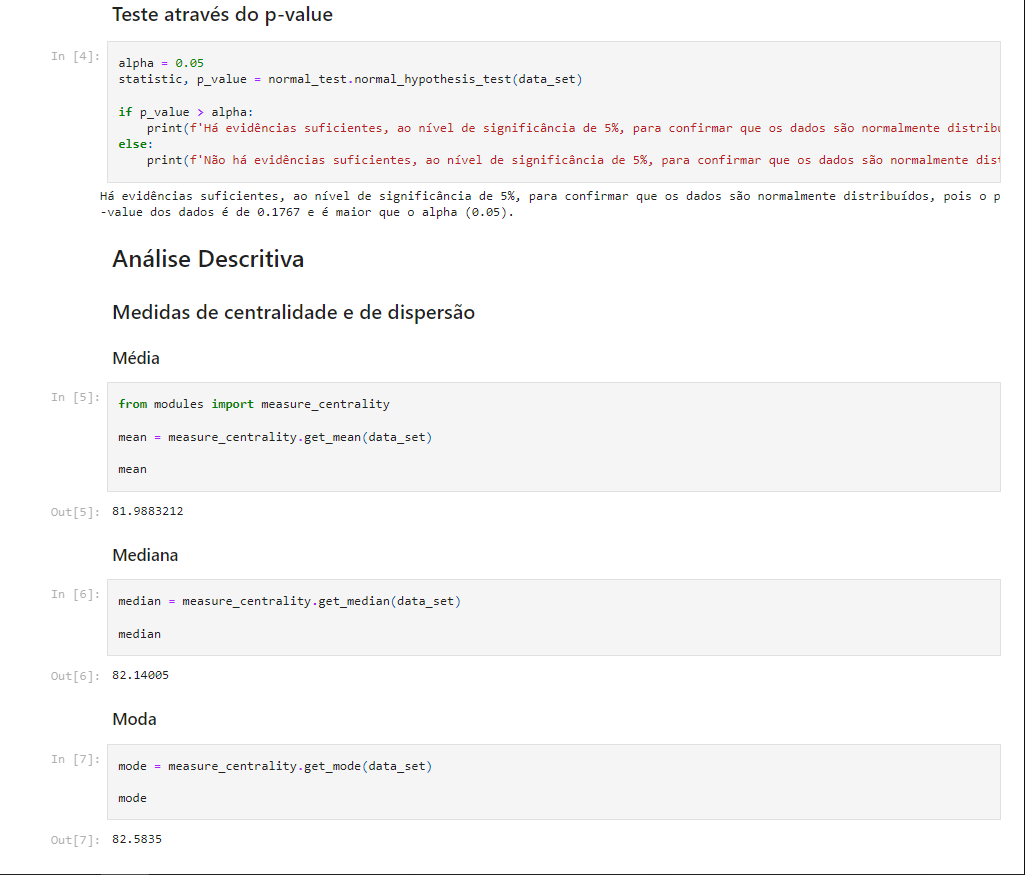 Teste através do p-value
In [4]:
alpha = 0.05
statistic, p_value = normal_test.normal_hypothesis_test(data_set)
if p_value > alpha:
print(f'Há evidências suficientes, ao nível de significância de 5%, para confirmar que os dados são normalmente
else:
print(f'Não há evidências suficientes, ao nível de significância de 5%, para confirmar que os dados são normalmente
Há evidências suficientes, ao nível de significância de 5%, para confirmar que os dados são normalmente distribuídos, pois o p
-value dos dados é de 0.1767 e é maior que o alpha (0.05).
Análise Descritiva
Medidas de centralidade e de dispersão
Média
In [5]:
from modules import measure_centrality
mean = measure_centrality.get_mean(data_set)
mean
Out[5]:
81.9883212
Mediana
In [6]:
median = measure_centrality.get_median(data_set)
median
Out[6]:
82.14005
Moda
In [7]:
mode = measure_centrality.get_mode(data_set)
mode
Out[7]:
82.5835